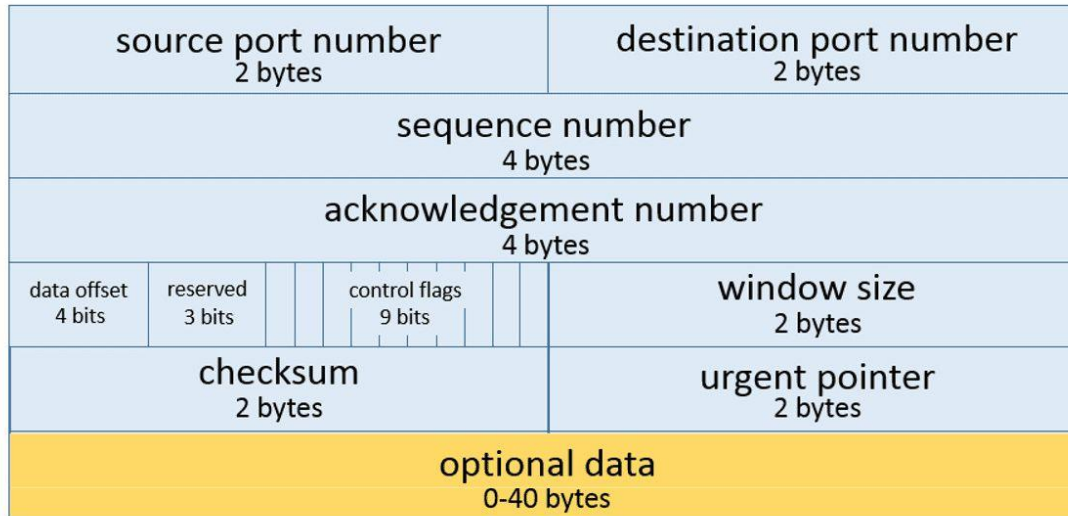 source port number
2 bytes
destination port number
2 bytes
sequence number
4 bytes
acknowledgement number
4 bytes
data offset
4 bits
reserved
3 bits
control flags
9 bits
window size
2 bytes
checksum
2 bytes
urgent pointer
2 bytes
optional data
0-40 bytes